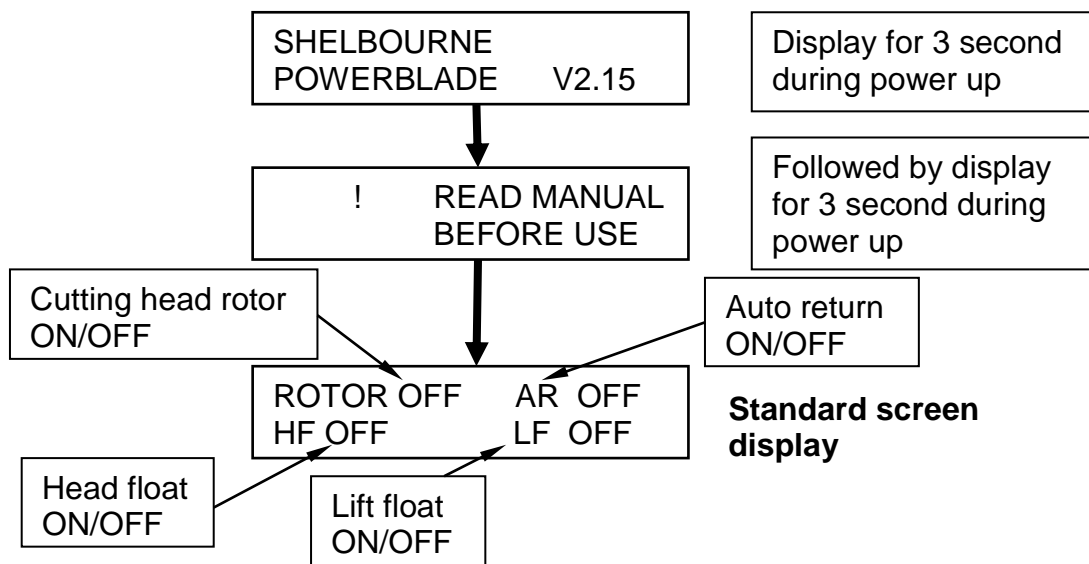 SHELBOURNE
POWERBLADE V2.15
Display for 3 second
during power up
! READ MANUAL
BEFORE USE
Followed by display
for 3 second during
power up
Cutting head rotor
ON/OFF
Auto return
ON/OFF
ROTOR OFF AR OFF
HF OFF LF OFF
Standard screen
display
Head float
ON/OFF
Lift float
ON/OFF